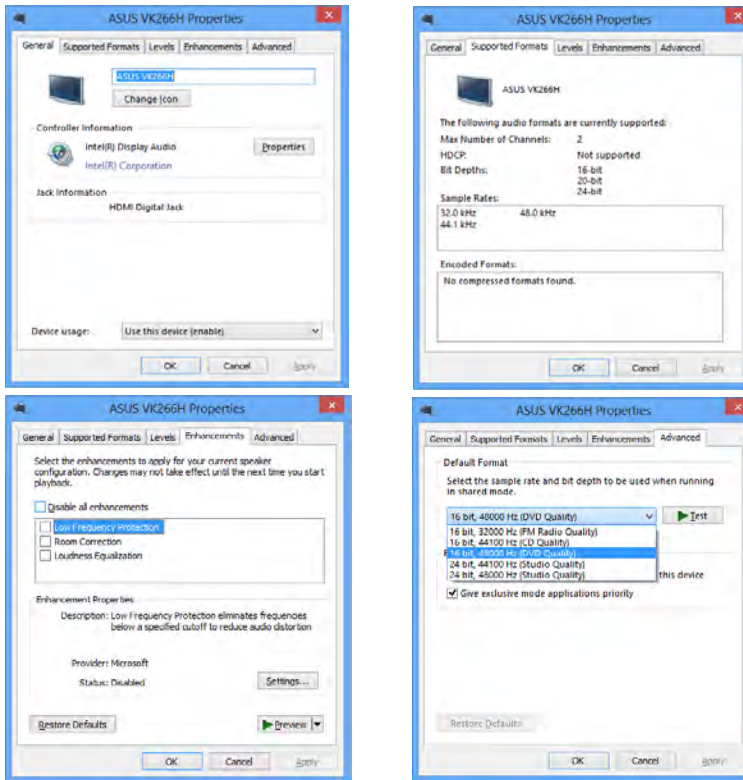 ASUS VK266H Properties
General Supported Formats Levels Enhancements Advanced
ASUS VK266H
Change Icon
Controller Information
Intel(R) Display Audio
Properties
Intel(R) Corporation
Jack Information
HDMI Digital Jack
Device usage:
Use this device (enable)
OK Cancel Apply
ASUS VK266H Properties
General Supported Formats Levels Enhancements Advanced
ASUS VK266H
The following audio formats are currently supported:
Max Number of Channels: 2
HDCP: Not supported
Bit Depths: 16-bit
20-bit
24-bit
Sample Rates:
32.0 kHz 48.0 kHz
44.1 kHz
Encoded Formats:
No compressed formats found.
OK Cancel Apply
ASUS VK266H Properties
General Supported Formats Levels Enhancements Advanced
Select the enhancements to apply for your current speaker
configuration. Changes may not take effect until the next time you start
playback.
Disable all enhancements
Low Frequency Protection
Room Correction
Loudness Equalization
Enhancement Properties
Description: Low Frequency Protection eliminates frequencies
below a specified cutoff to reduce audio distortion
Provider: Microsoft
Status: Disabled
Settings...
Restore Defaults
Preview
OK Cancel Apply
ASUS VK266H Properties
General Supported Formats Levels Enhancements Advanced
Default Format
Select the sample rate and bit depth to be used when running
in shared mode.
16 bit, 48000 Hz (DVD Quality)
Test
16 bit, 32000 Hz (FM Radio Quality)
16 bit, 44100 Hz (CD Quality)
16 bit, 48000 Hz (DVD Quality)
24 bit, 44100 Hz (Studio Quality)
24 bit, 48000 Hz (Studio Quality)
this device
Give exclusive mode applications priority
Restore Defaults
OK Cancel Apply